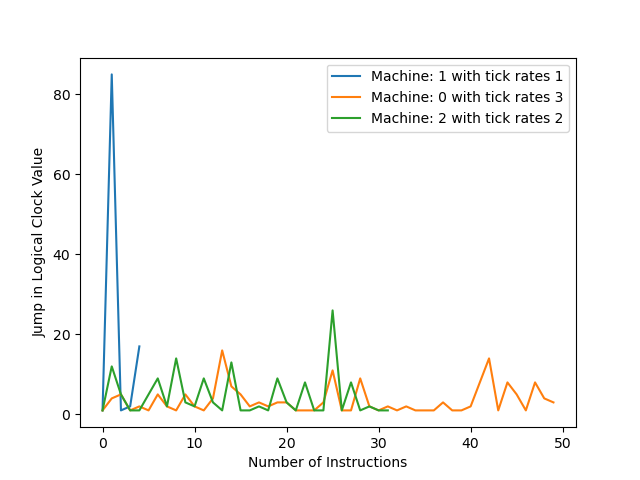 Machine: 1 with tick rates 1
Machine: 0 with tick rates 3
Machine: 2 with tick rates 2
Jump in Logical Clock Value
80
60
40
20
0
0 10 20 30 40 50
Number of Instructions